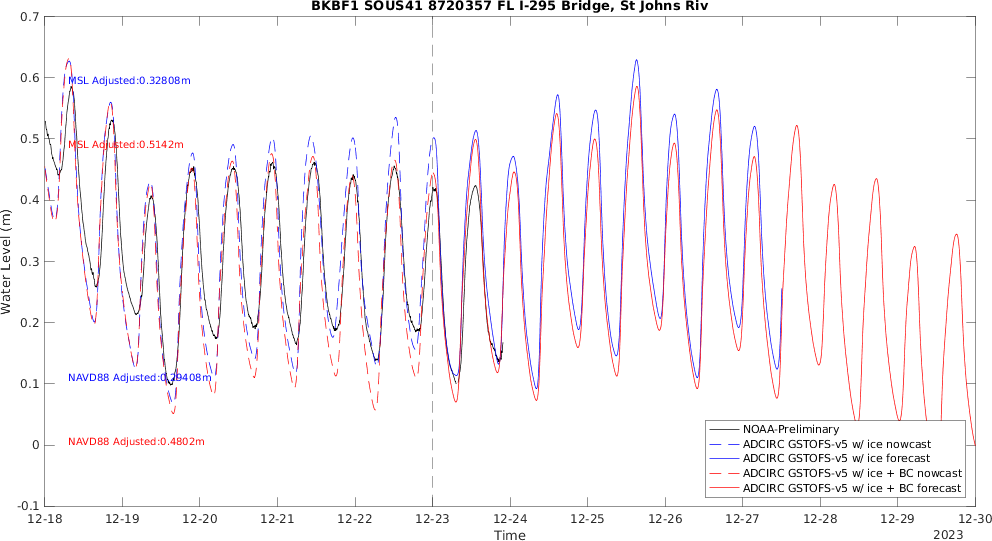 BKBF1 SOUS41 8720357 FL I-295 Bridge, St Johns Riv
0.7
0.6
0.5
0.4
0.3
0.2
0.1
0
-0.1
Water Level (m)
MSL Adjusted:0.32808m
MSL Adjusted:0.5142m
NAVD88 Adjusted:0.29408m
NAVD88 Adjusted:0.4802m
NOAA-Preliminary
ADCIRC GSTOFS-v5 w/ ice nowcast
ADCIRC GSTOFS-v5 w/ ice forecast
ADCIRC GSTOFS-v5 w/ ice + BC nowcast
ADCIRC GSTOFS-v5 w/ ice + BC forecast
12-18 12-19 12-20 12-21 12-22 12-23 12-24 12-25 12-26 12-27 12-28 12-29 12-30
Time
2023